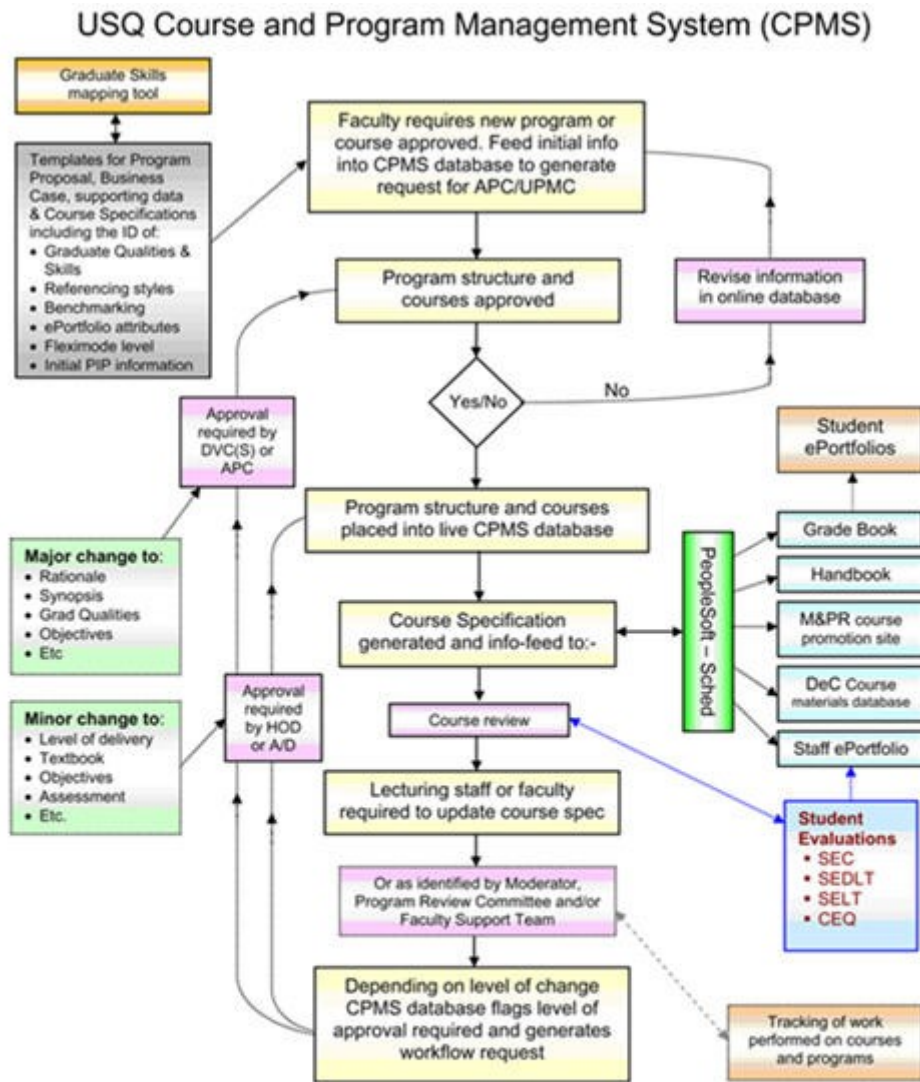 USQ Course and Program Management System (CPMS)
Graduate Skills
mapping tool
Templates for Program
Proposal, Business
Case, supporting data
& Course Specifications
including the ID of:
• Graduate Qualities &
Skills
• Referencing styles
• Benchmarking
• ePortfolio attributes
• Fleximode level
• Initial PIP information
Faculty requires new program or
course approved. Feed initial info
into CPMS database to generate
request for APC/UPMC
Program structure and
courses approved
Revise information
in online database
Yes/No
No
Approval
required by
DVC(S) or
APC
Program structure and courses
placed into live CPMS database
Major change to:
• Rationale
• Synopsis
• Grad Qualities
• Objectives
• Etc
Course Specification
generated and info-feed to:-
PeopleSoft – Sched
Student
ePortfolios
Grade Book
Handbook
M&PR course
promotion site
DeC Course
materials database
Staff ePortfolio
Approval
required
by HOD
or A/D
Minor change to:
• Level of delivery
• Textbook
• Objectives
• Assessment
• Etc.
Course review
Lecturing staff or faculty
required to update course spec
Student
Evaluations
• SEC
• SEDLT
• SELT
• CEQ
Or as identified by Moderator,
Program Review Committee and/or
Faculty Support Team
Depending on level of change
CPMS database flags level of
approval required and generates
workflow request
Tracking of work
performed on courses
and programs